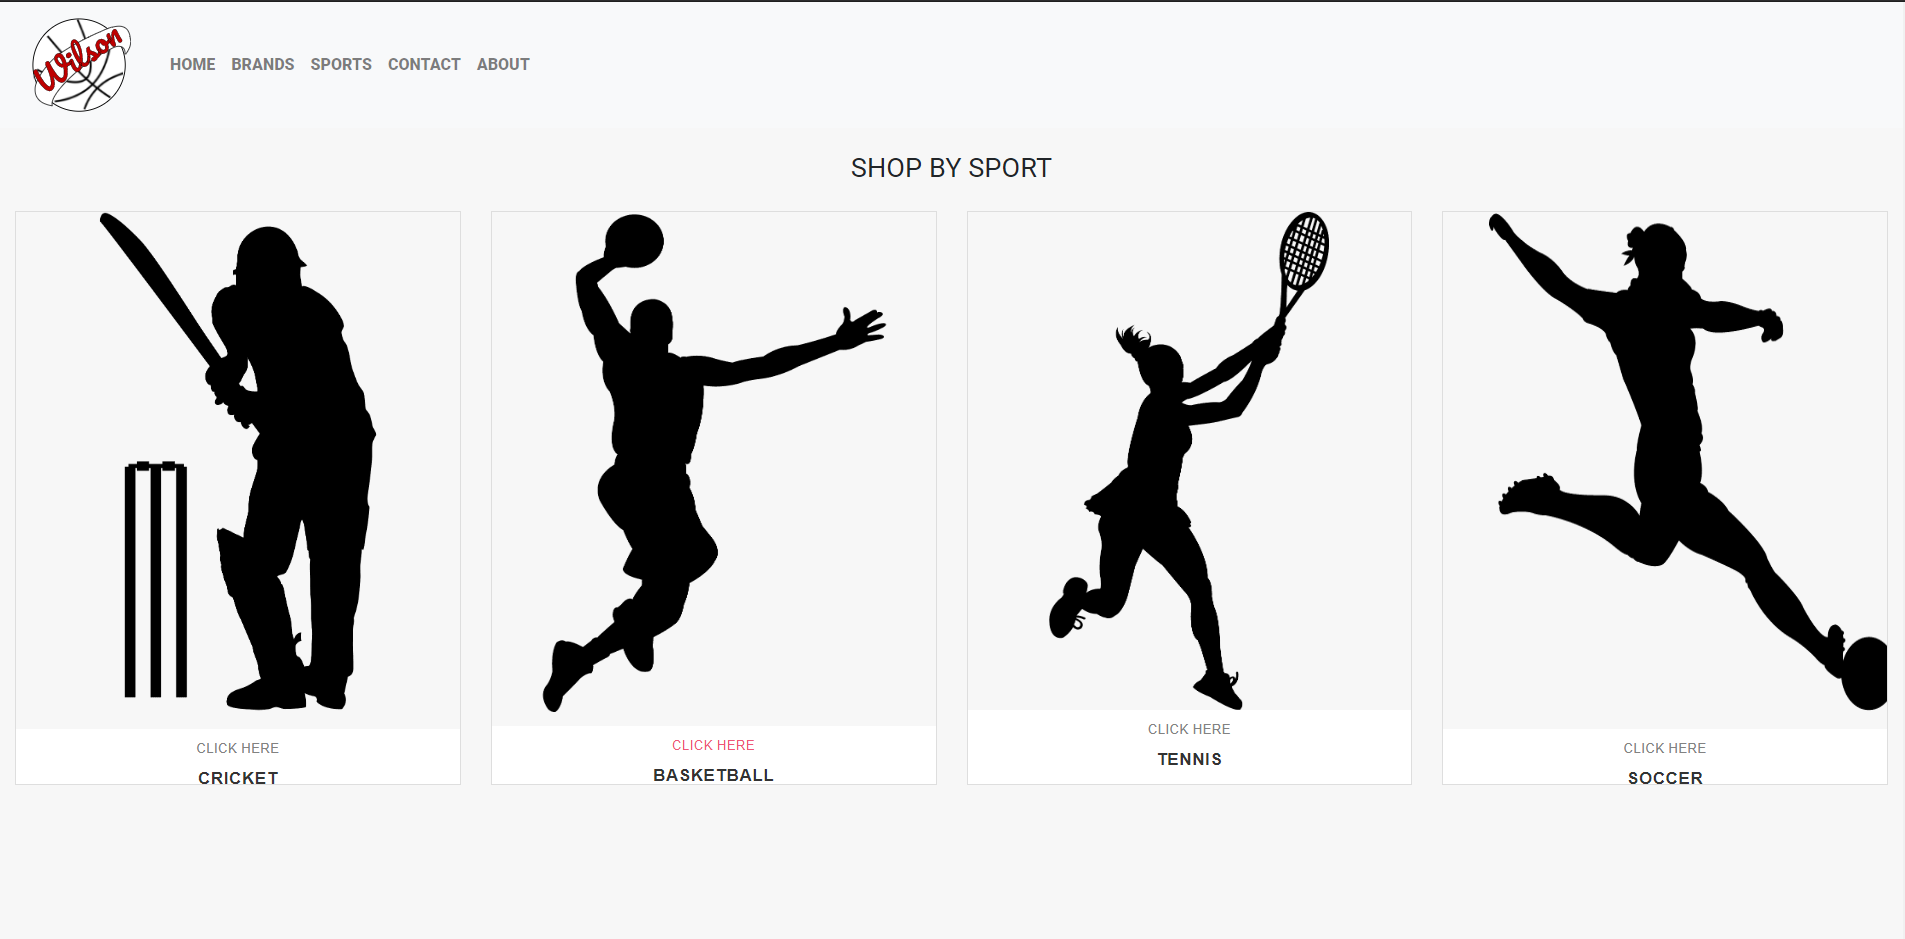 Wilson
HOME BRANDS SPORTS CONTACT ABOUT
SHOP BY SPORT
CLICK HERE
CRICKET
CLICK HERE
BASKETBALL
CLICK HERE
TENNIS
CLICK HERE
SOCCER